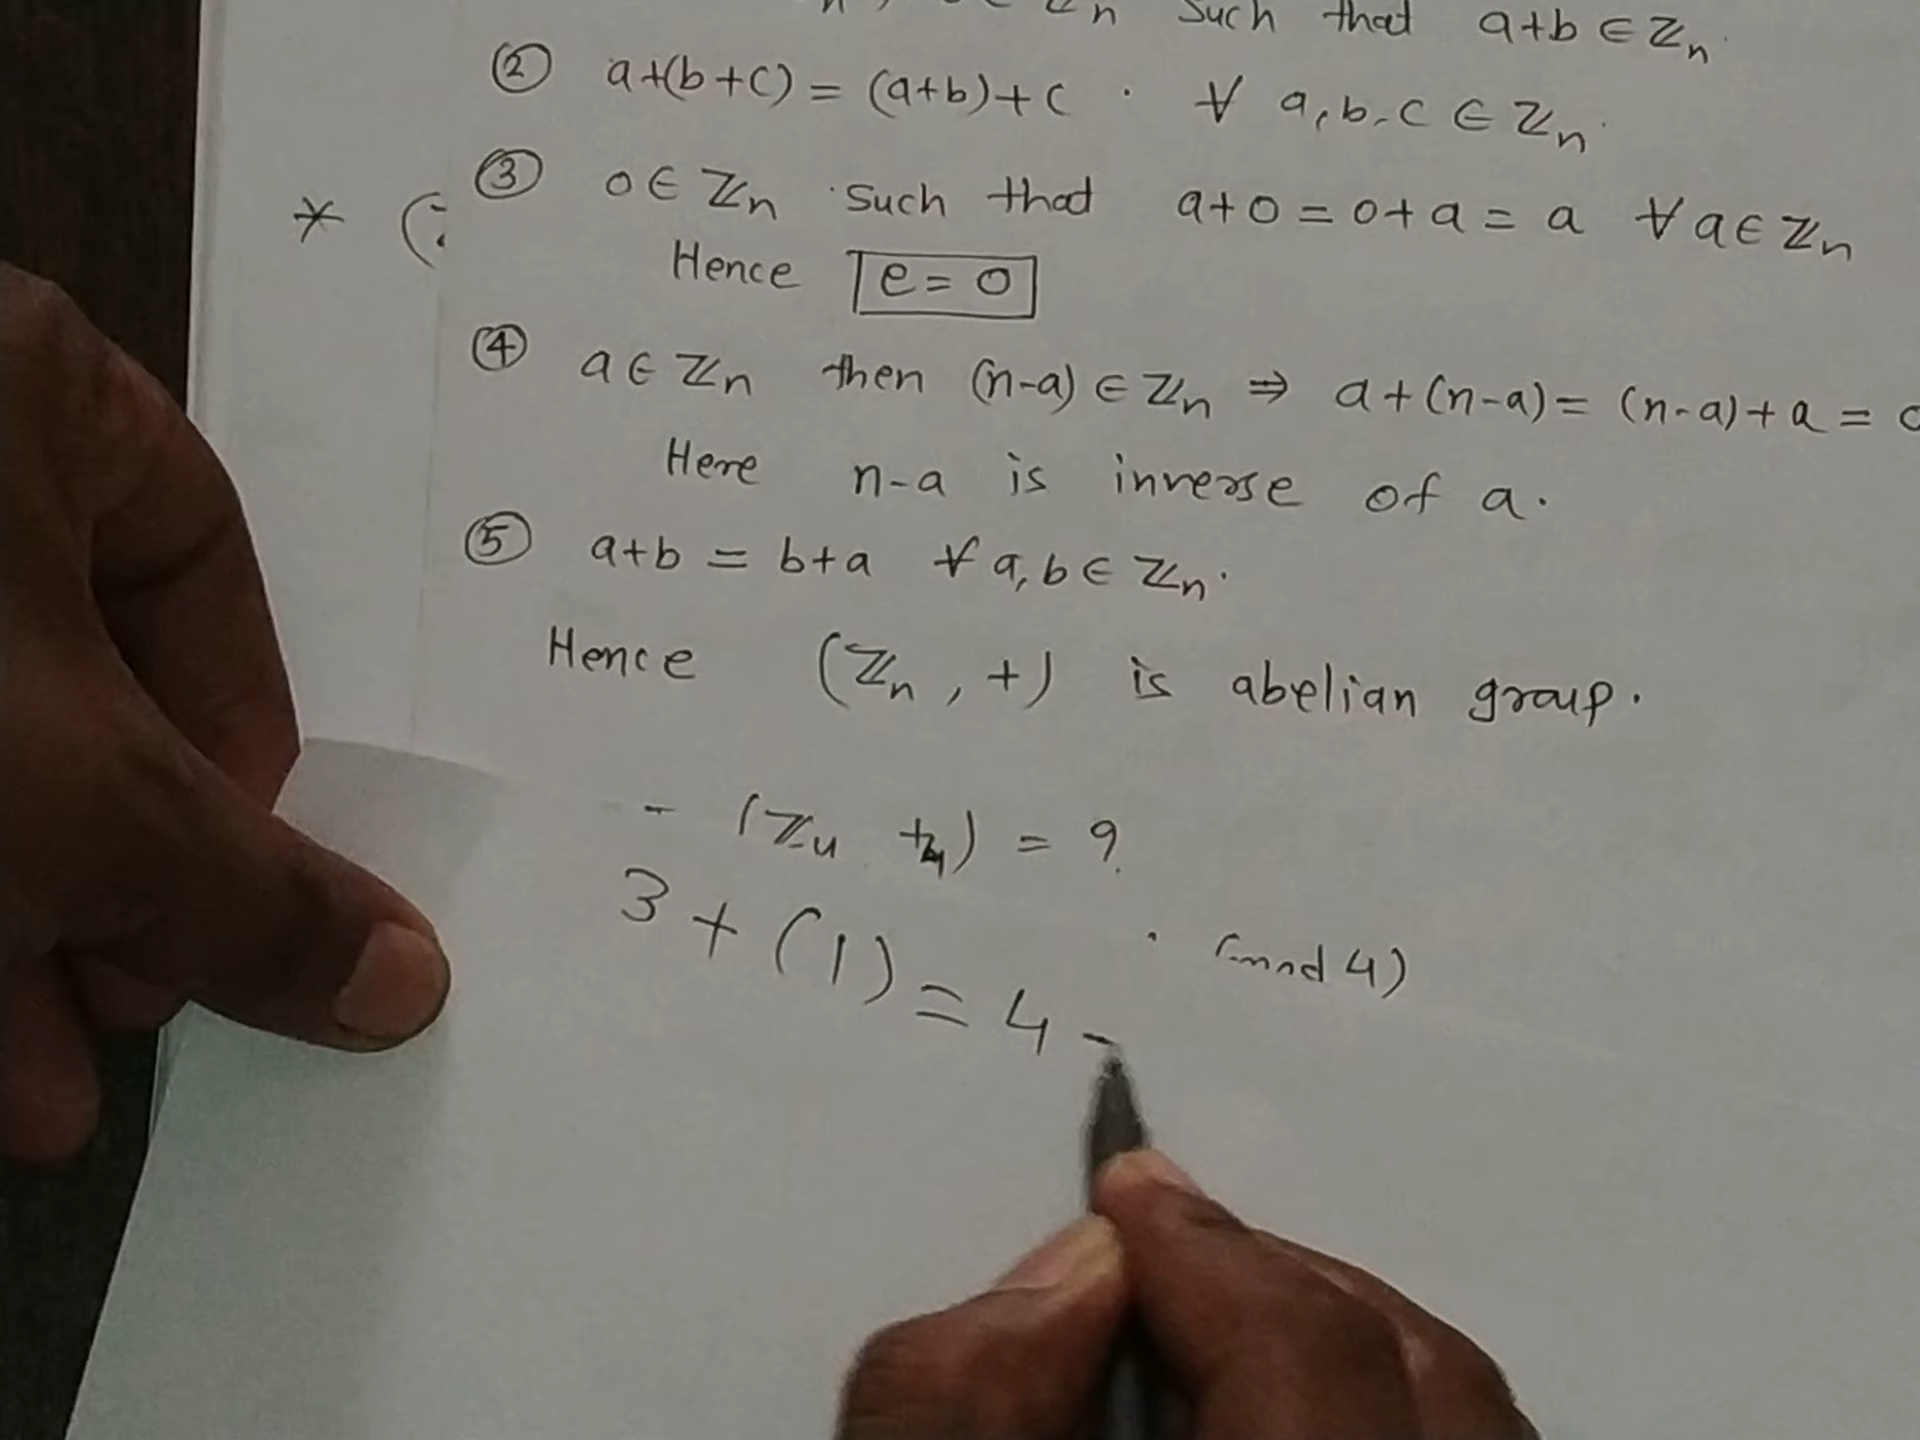 such that a+b ∈ ℤn.
② a+(b+c) = (a+b)+c . ∀ a,b,c ∈ ℤn.
③ 0 ∈ ℤn such that a+0 = 0+a = a ∀ a ∈ ℤn
* (
Hence e = 0
④ a ∈ ℤn then (n-a) ∈ ℤn ⇒ a+(n-a) = (n-a)+a = 0
Here n-a is inverse of a.
⑤ a+b = b+a ∀ a,b ∈ ℤn.
Hence (ℤn, +) is abelian group.
- (ℤ4 +4) = ?
3 + (1) = 4 -
(mod 4)